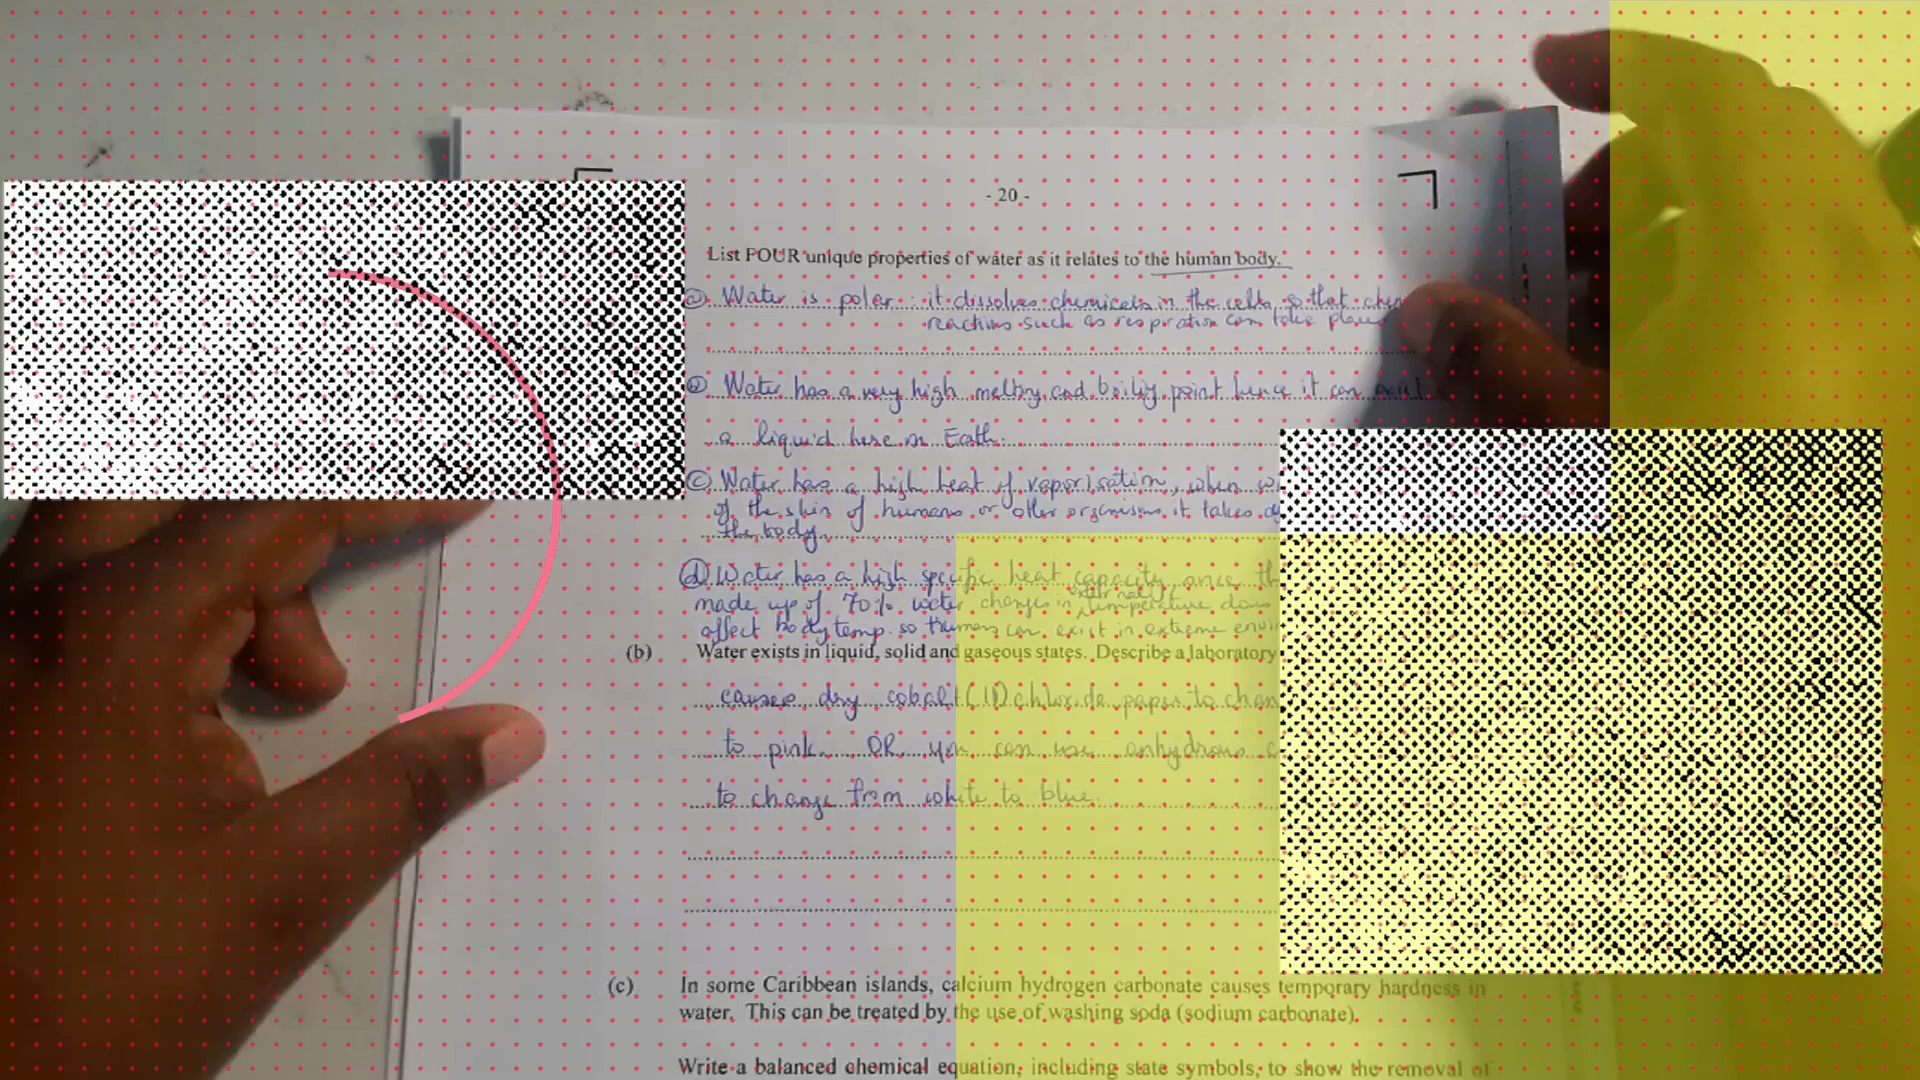 - 20 -
List FOUR unique properties of water as it relates to the human body.
(a) Water is polar : it dissolves chemicals in the cells so that
reactions such as respiration can take place
(b) Water has a very high melting and boiling point hence it can exist
a liquid here on Earth.
(c) Water has a high heat of vaporisation, when
of the skin of humans or other organisms it takes
the body.
(d) Water has a high specific heat capacity once
made up of 70% water changes in external temperature does
affect body temp. so humans can exist in extreme
(b) Water exists in liquid, solid and gaseous states. Describe a laboratory
causes dry cobalt (II) chloride paper to
to pink. OR you can use anhydrous
to change from white to blue.
(c) In some Caribbean islands, calcium hydrogen carbonate causes temporary hardness in
water. This can be treated by the use of washing soda (sodium carbonate).
Write a balanced chemical equation, including state symbols, to show the removal of